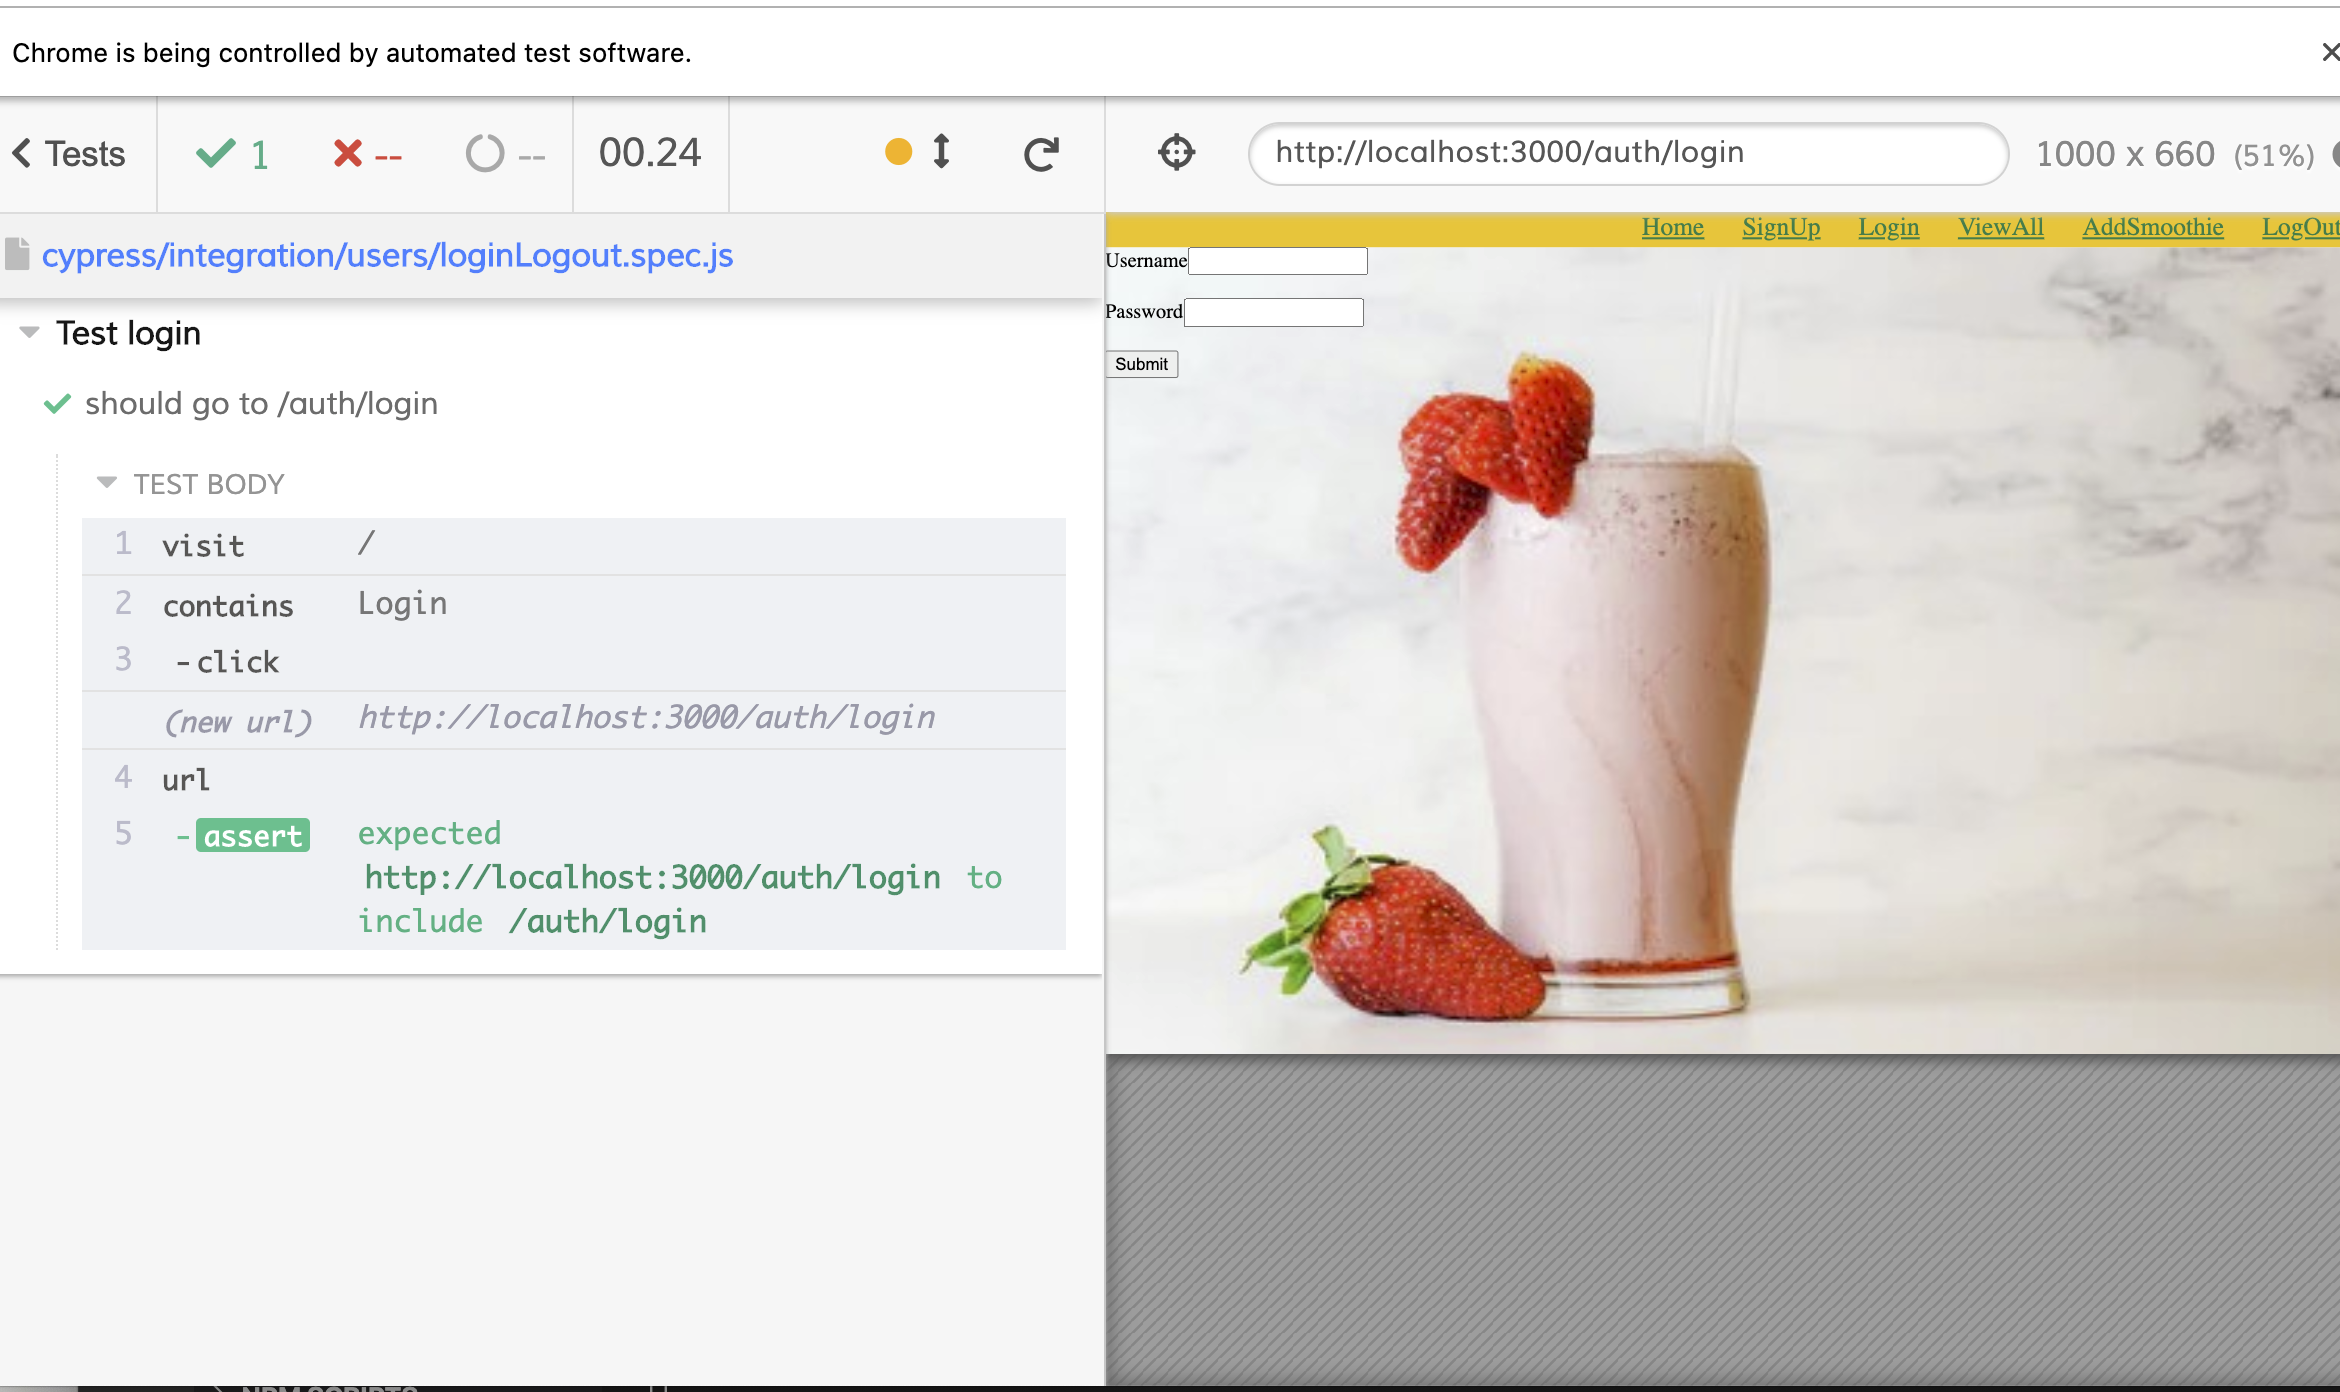 Chrome is being controlled by automated test software.
Tests 1 -- -- 00.24 http://localhost:3000/auth/login 1000 x 660 (51%)
cypress/integration/users/loginLogout.spec.js
Home SignUp Login ViewAll AddSmoothie LogOut
Username
Password
Submit
Test login
should go to /auth/login
TEST BODY
1 visit /
2 contains Login
3 -click
(new url) http://localhost:3000/auth/login
4 url
5 -assert expected
http://localhost:3000/auth/login to
include /auth/login